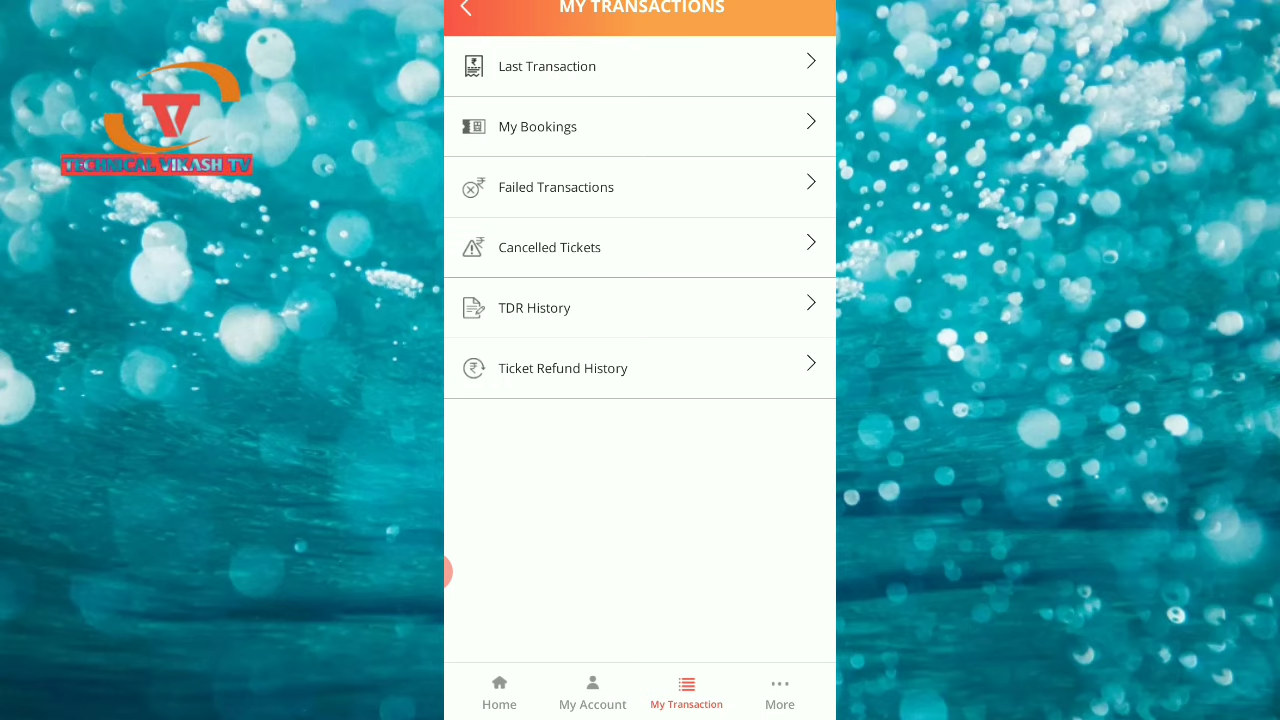 MY TRANSACTIONS
TV
TECHNICAL VIKASH TV
Last Transaction
My Bookings
Failed Transactions
Cancelled Tickets
TDR History
Ticket Refund History
Home
My Account
My Transaction
More